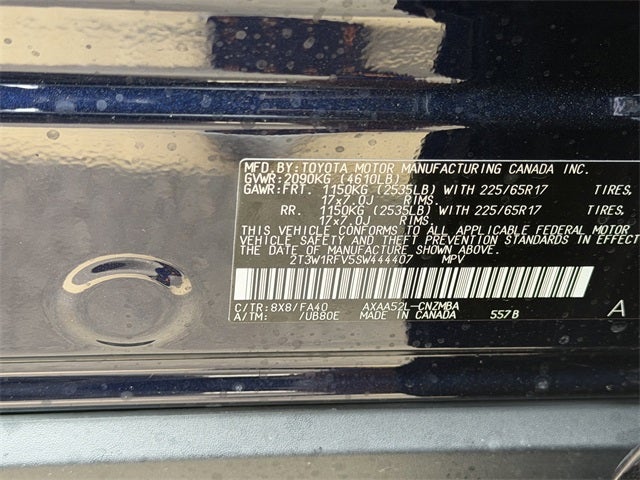 MFD.BY:TOYOTA MOTOR MANUFACTURING CANADA INC.
GVWR:2090KG (4610LB)
GAWR:FRT. 1150KG (2535LB) WITH 225/65R17 TIRES,
17x7.0J RIMS.
RR. 1150KG (2535LB) WITH 225/65R17 TIRES,
17x7.0J RIMS.
THIS VEHICLE CONFORMS TO ALL APPLICABLE FEDERAL MOTOR
VEHICLE SAFETY AND THEFT PREVENTION STANDARDS IN EFFECT
THE DATE OF MANUFACTURE SHOWN ABOVE.
2T3W1RFV5SW444407 MPV
C/TR:8X8/FA40 AXAA52L-CNZMBA
A/TM: /UB80E MADE IN CANADA 557B
A